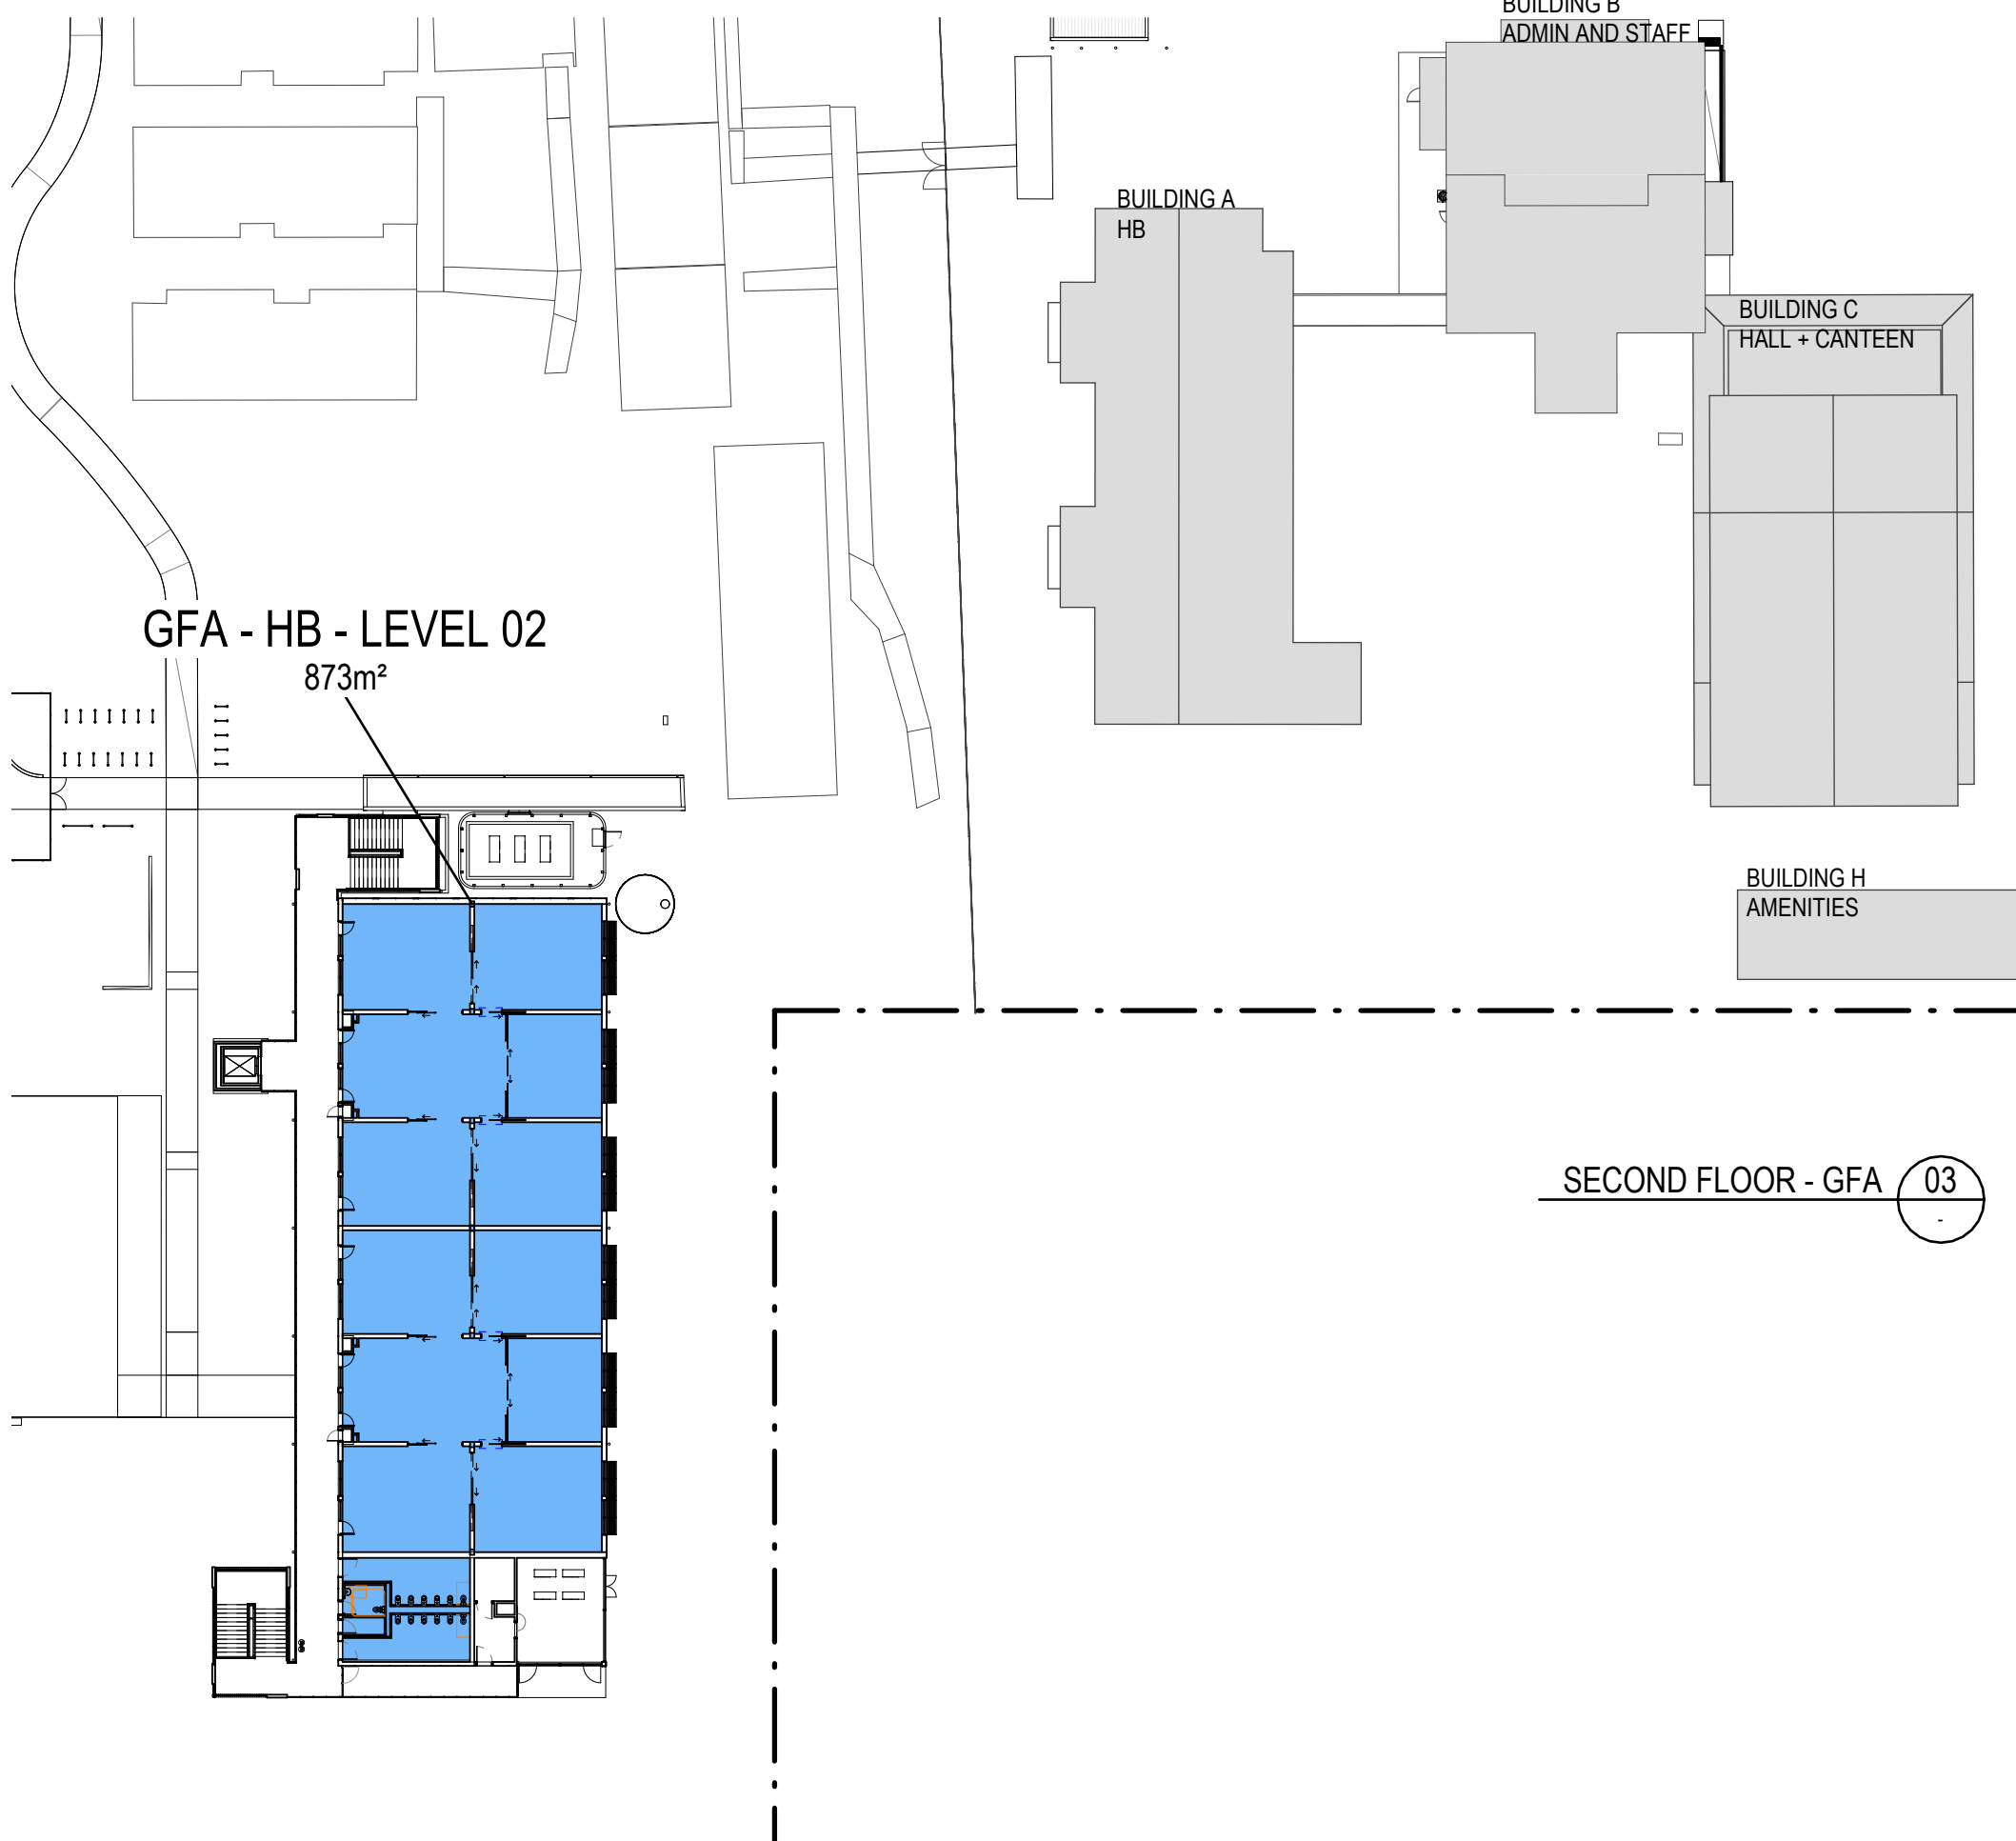 BUILDING B
ADMIN AND STAFF
BUILDING A
HB
BUILDING C
HALL + CANTEEN
GFA - HB - LEVEL 02
873m²
BUILDING H
AMENITIES
SECOND FLOOR - GFA
03
-